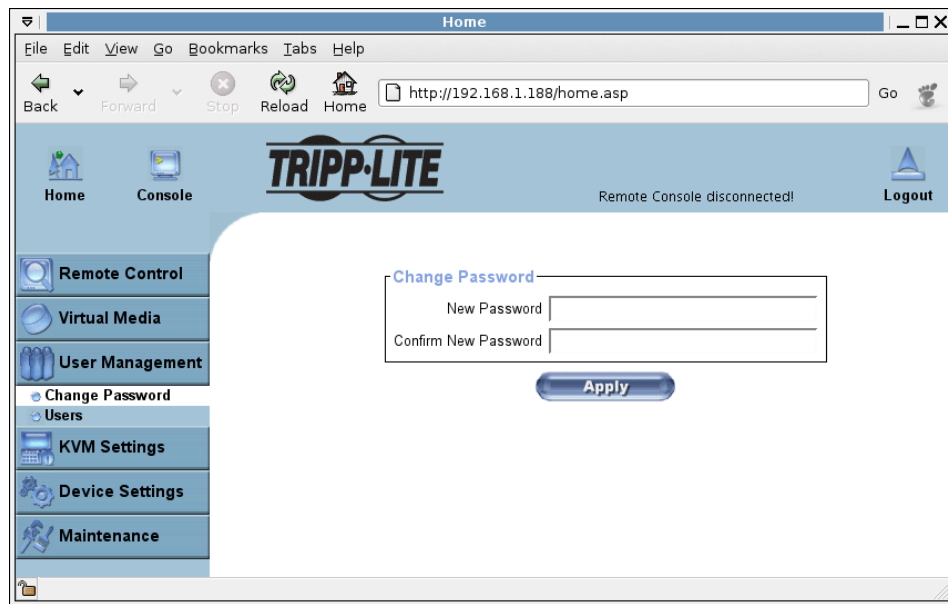 Home
File Edit View Go Bookmarks Tabs Help
Back Forward Stop Reload Home http://192.168.1.188/home.asp Go
Home Console TRIPP·LITE Remote Console disconnected! Logout
Remote Control
Virtual Media
User Management
Change Password
Users
KVM Settings
Device Settings
Maintenance
Change Password
New Password
Confirm New Password
Apply